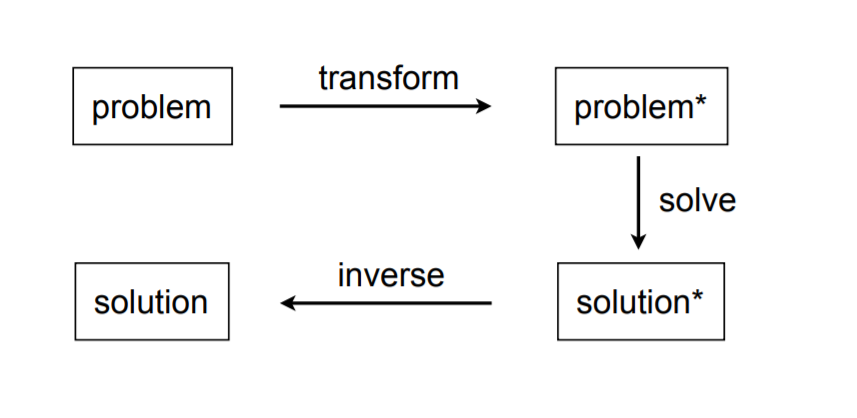 transform
problem
problem*
solve
inverse
solution
solution*